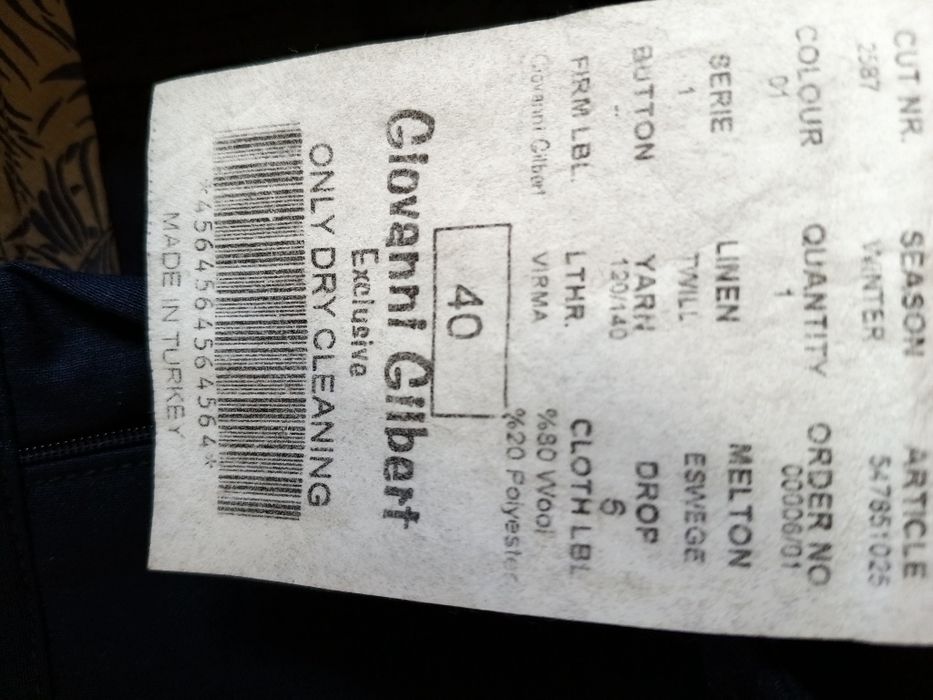 CUT NR. SEASON ARTICLE
2587 WINTER 547851025
COLOUR QUANTITY ORDER NO
01 1 00006/01
SERIE LINEN MELTON
1 TWILL ESWEGE
BUTTON YARN DROP
-- 120/140 6
FIRM LBL. LTHR. CLOTH LBL
Giovanni Gilbert VIRMA %80 Wool
%20 Polyester
40
Giovanni Gilbert
Exclusive
ONLY DRY CLEANING
*4564564564564*
MADE IN TURKEY